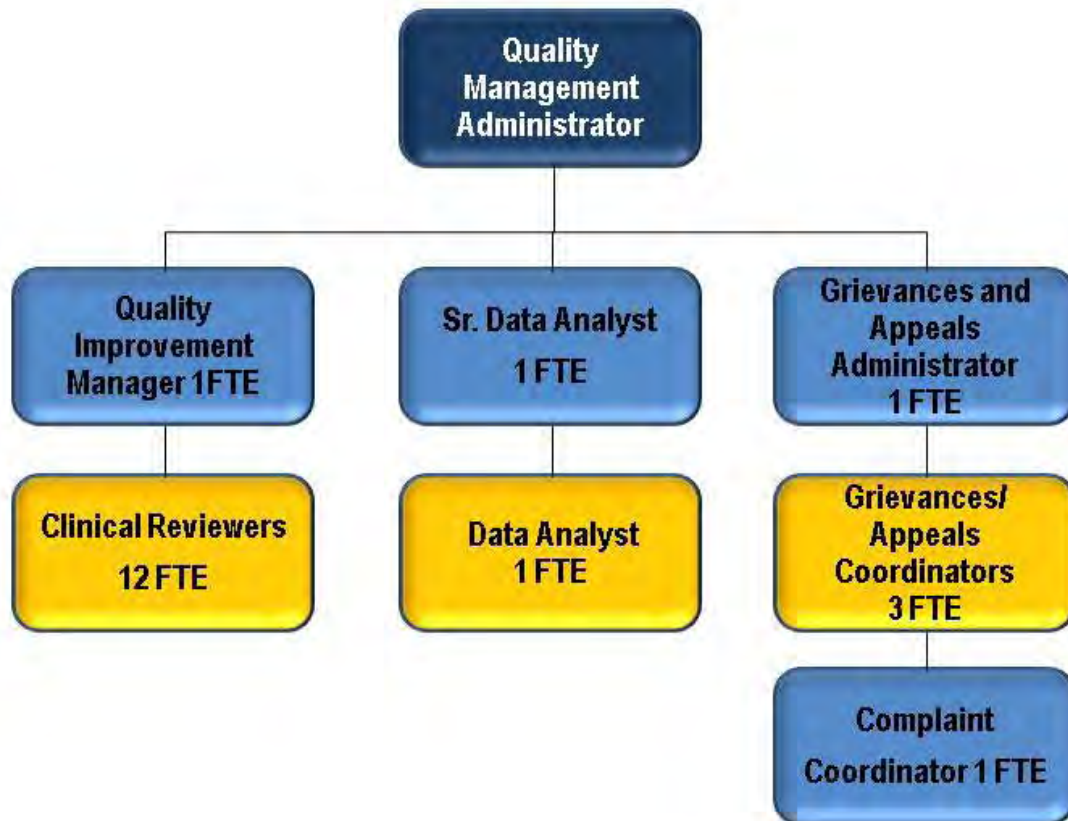 Quality
Management
Administrator
Quality
Improvement
Manager 1FTE
Sr. Data Analyst
1 FTE
Grievances and
Appeals
Administrator
1 FTE
Clinical Reviewers
12 FTE
Data Analyst
1 FTE
Grievances/
Appeals
Coordinators
3 FTE
Complaint
Coordinator 1 FTE